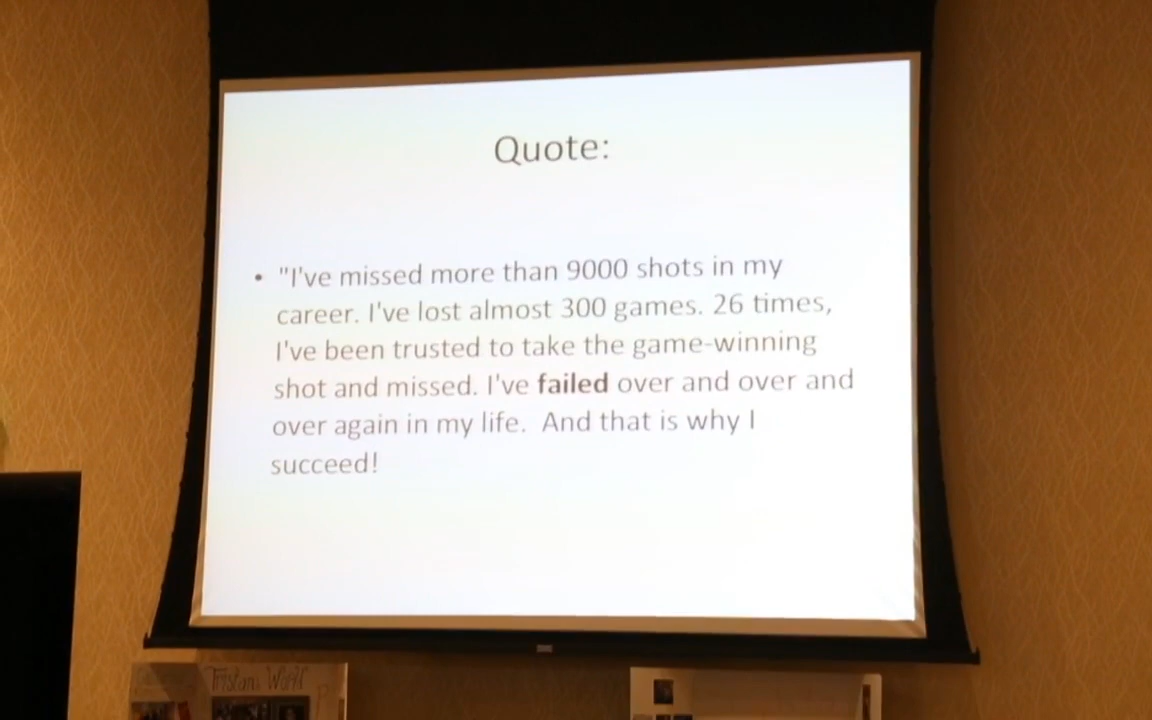 Quote:
• "I've missed more than 9000 shots in my
career. I've lost almost 300 games. 26 times,
I've been trusted to take the game-winning
shot and missed. I've failed over and over and
over again in my life.  And that is why I
succeed!